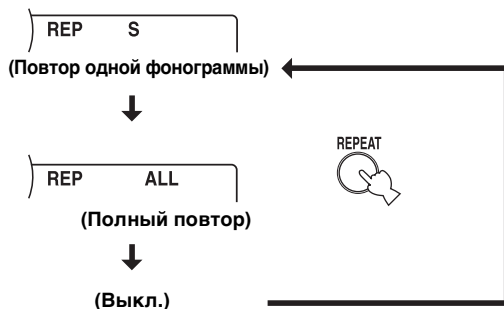 REP S
(Повтор одной фонограммы)
REPEAT
REP ALL
(Полный повтор)
(Выкл.)